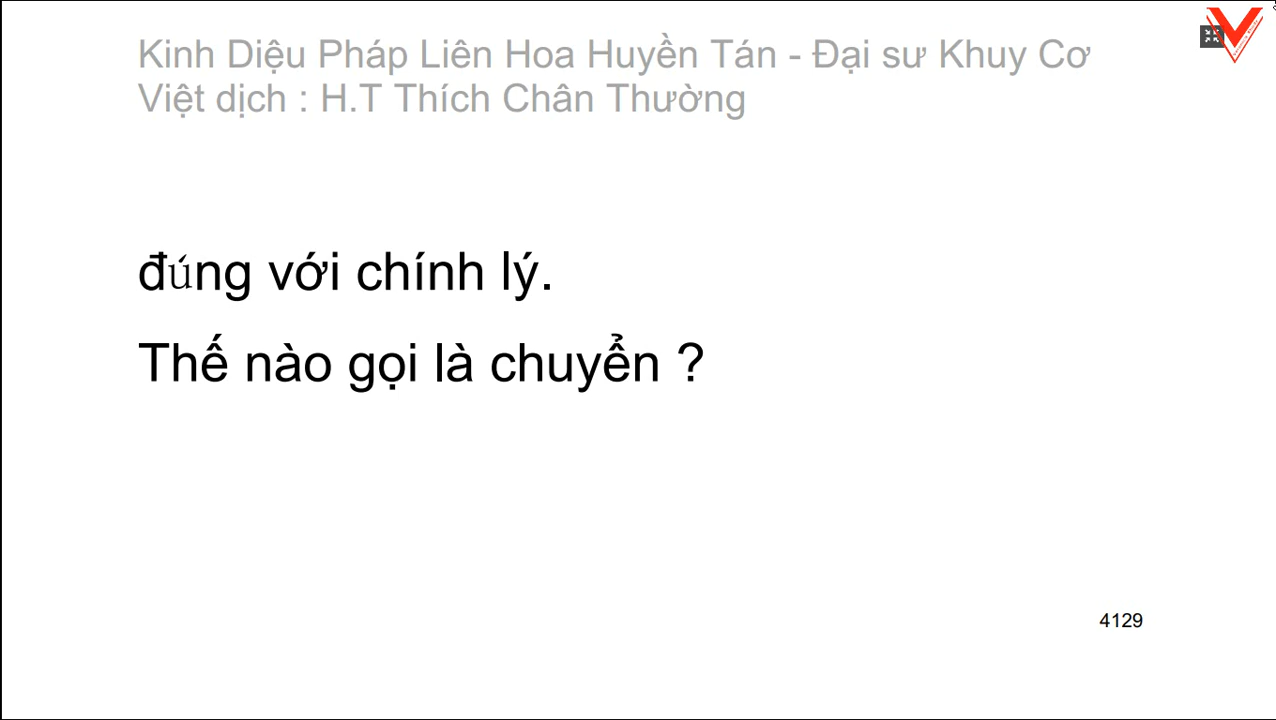 Kinh Diệu Pháp Liên Hoa Huyền Tán - Đại sư Khuy Cơ
Việt dịch : H.T Thích Chân Thường
đúng với chính lý.
Thế nào gọi là chuyển ?
4129